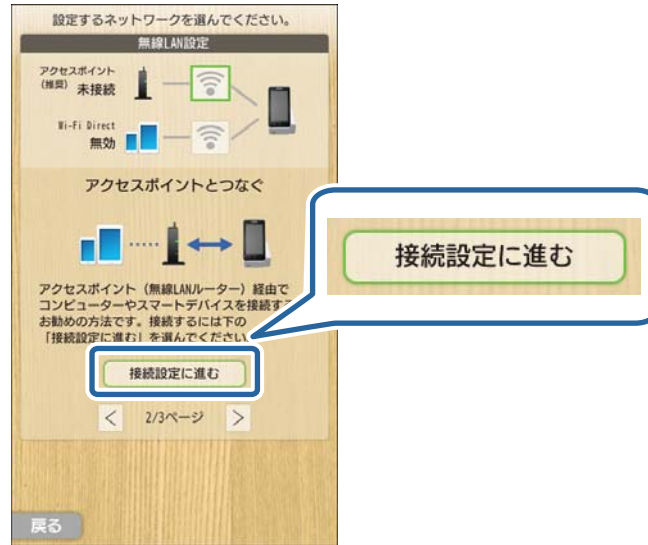 設定するネットワークを選んでください。
無線LAN設定
アクセスポイント
(推奨) 未接続
Wi-Fi Direct
無効
アクセスポイントとつなぐ
アクセスポイント（無線LANルーター）経由で
コンピューターやスマートデバイスを接続する
お勧めの方法です。接続するには下の
「接続設定に進む」を選んでください
接続設定に進む
< 2/3ページ >
戻る
接続設定に進む